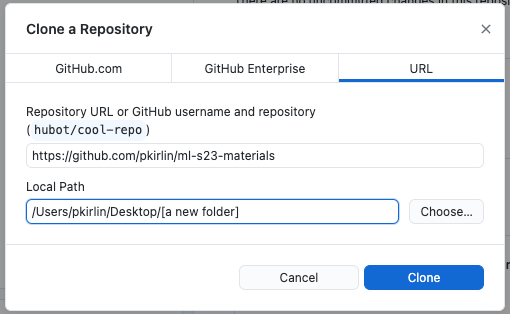 There are no uncommitted changes in this reposi
Clone a Repository
GitHub.com
GitHub Enterprise
URL
Repository URL or GitHub username and repository
(hubot/cool-repo)
https://github.com/pkirlin/ml-s23-materials
Local Path
/Users/pkirlin/Desktop/[a new folder]
Choose...
Cancel
Clone